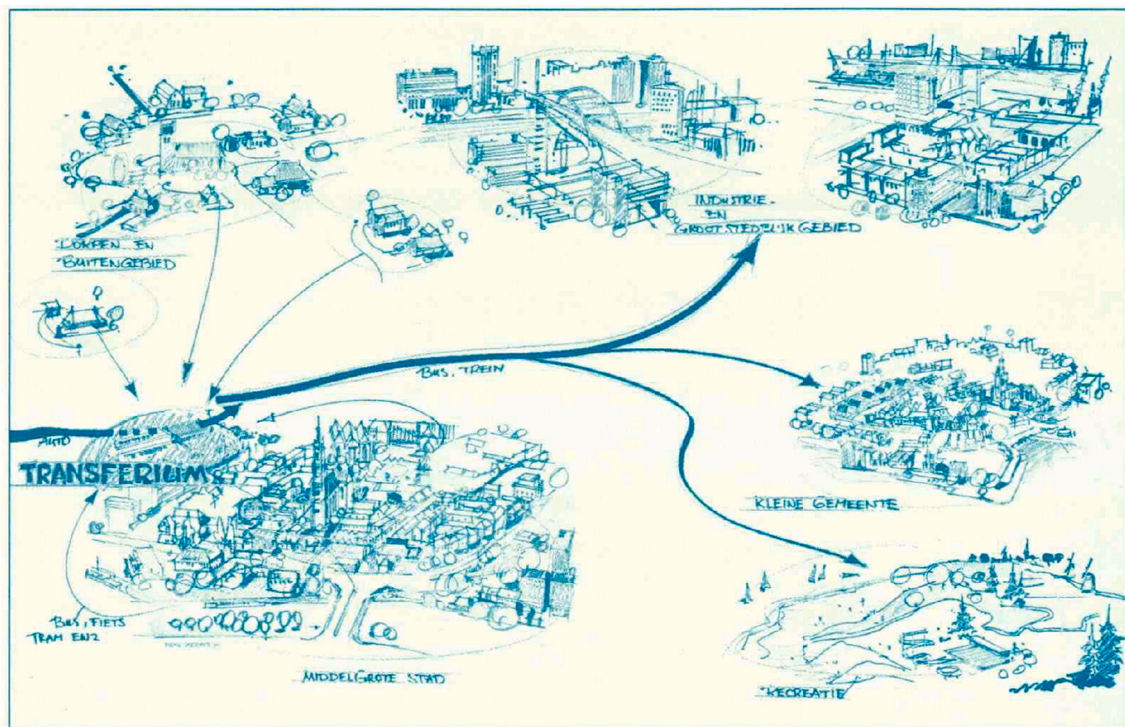 DORPEN EN
BUITENGEBIED
INDUSTRIE-
EN
GROOTSTEDELIJK GEBIED
BUS, TREIN
AUTO
TRANSFERIUM
KLEINE GEMEENTE
BUS, FIETS
TRAM ENZ
MIDDELGROTE STAD
RECREATIE